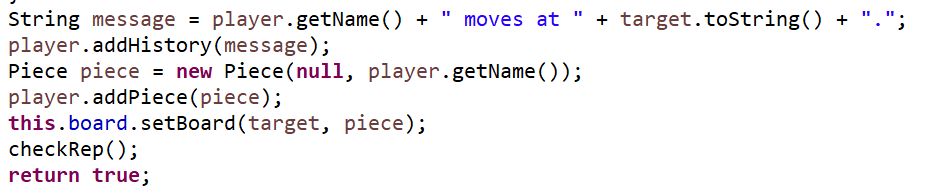 String message = player.getName() + " moves at " + target.toString() + ".";
player.addHistory(message);
Piece piece = new Piece(null, player.getName());
player.addPiece(piece);
this.board.setBoard(target, piece);
checkRep();
return true;